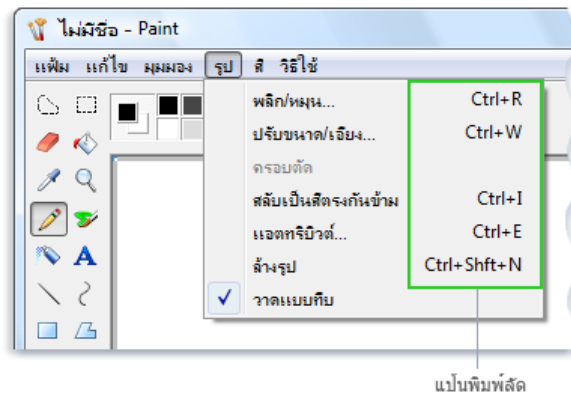 ไม่มีชื่อ - Paint
แฟ้ม แก้ไข มุมมอง รูป สี วิธีใช้
พลิก/หมุน... Ctrl+R
ปรับขนาด/เอียง... Ctrl+W
ครอบตัด
สลับเป็นสีตรงกันข้าม Ctrl+I
แอตทริบิวต์... Ctrl+E
ล้างรูป Ctrl+Shft+N
วาดแบบทึบ
A
แป้นพิมพ์ลัด